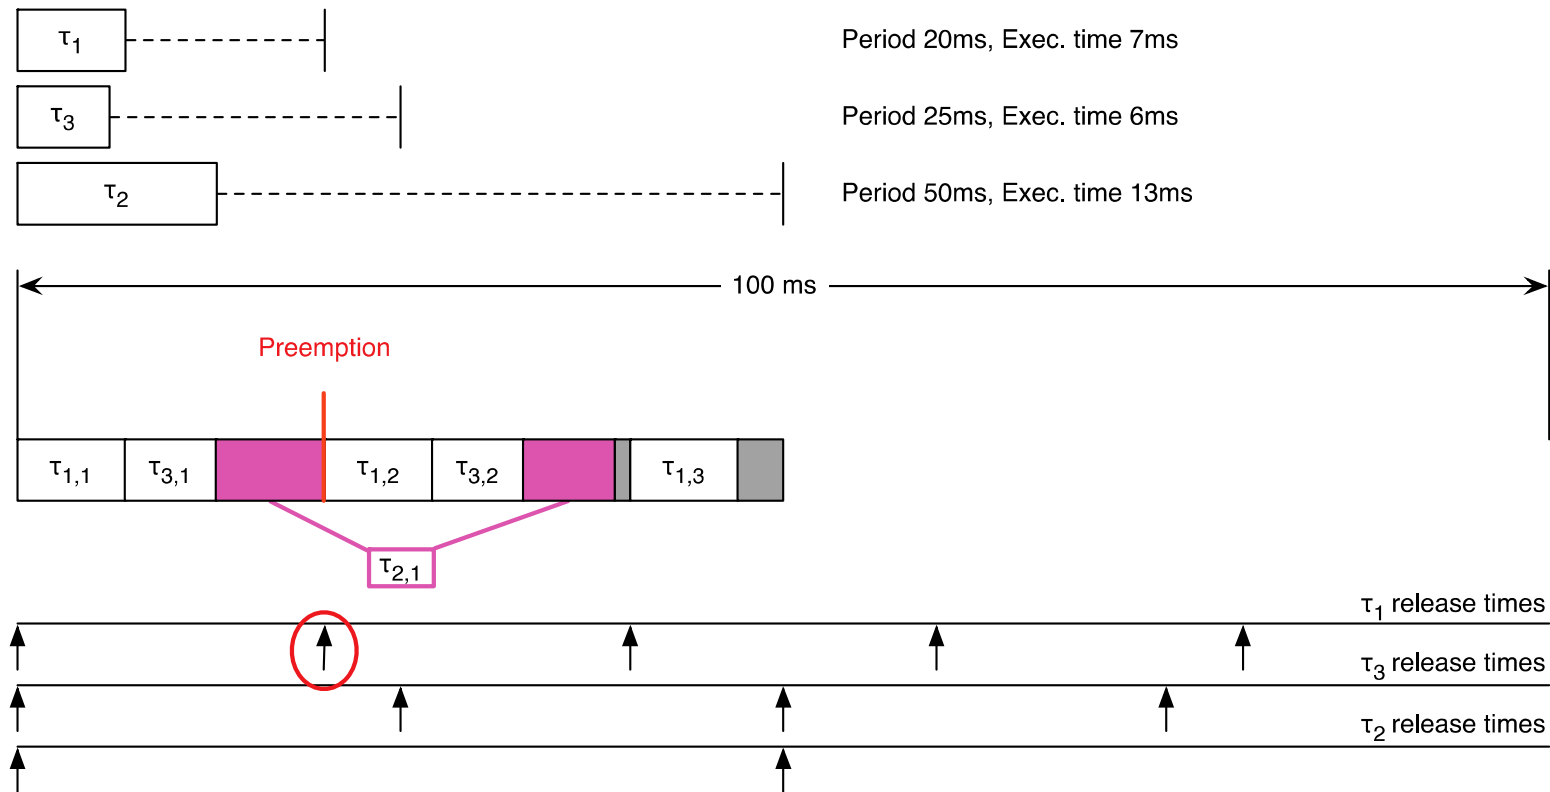 τ1
Period 20ms, Exec. time 7ms
τ3
Period 25ms, Exec. time 6ms
τ2
Period 50ms, Exec. time 13ms
100 ms
Preemption
τ1,1 τ3,1 τ1,2 τ3,2 τ1,3
τ2,1
τ1 release times
τ3 release times
τ2 release times